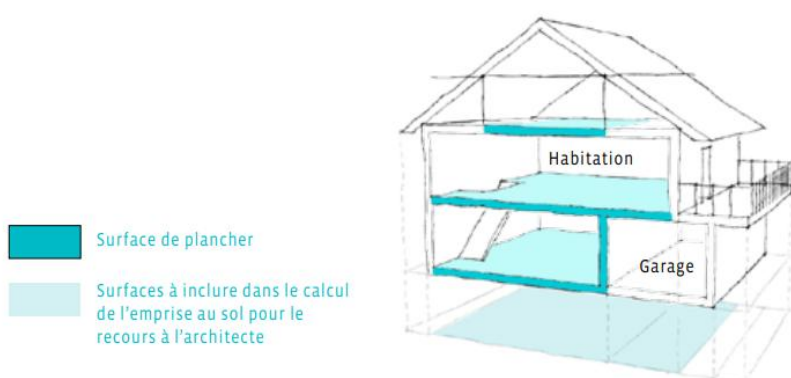 Habitation
Garage
Surface de plancher
Surfaces à inclure dans le calcul
de l'emprise au sol pour le
recours à l'architecte